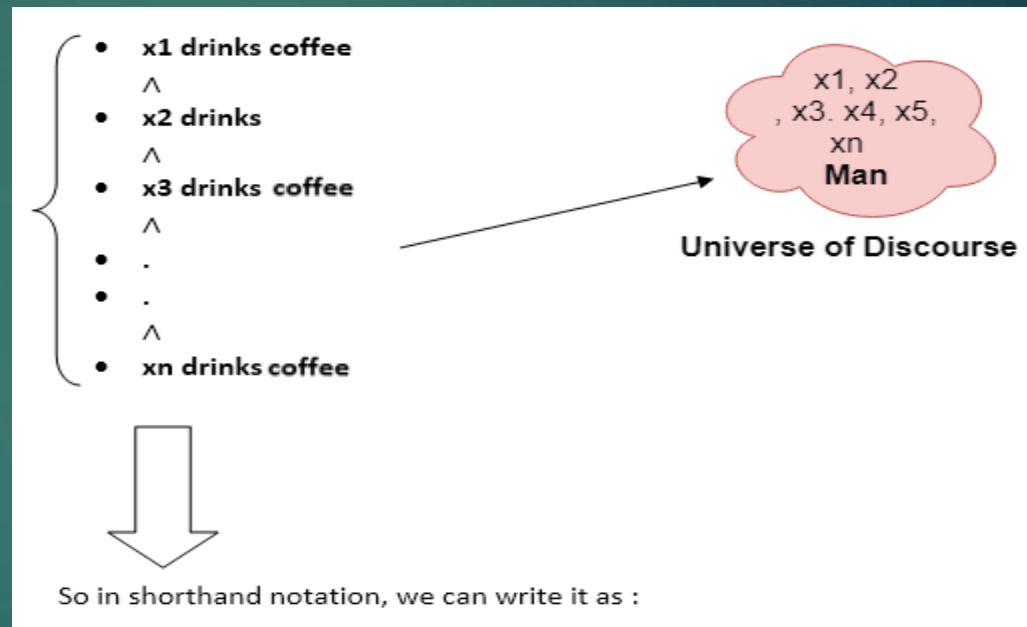 • x1 drinks coffee
^
• x2 drinks
^
• x3 drinks coffee
^
• .
• .
^
• xn drinks coffee
x1, x2
, x3. x4, x5,
xn
Man
Universe of Discourse
So in shorthand notation, we can write it as :